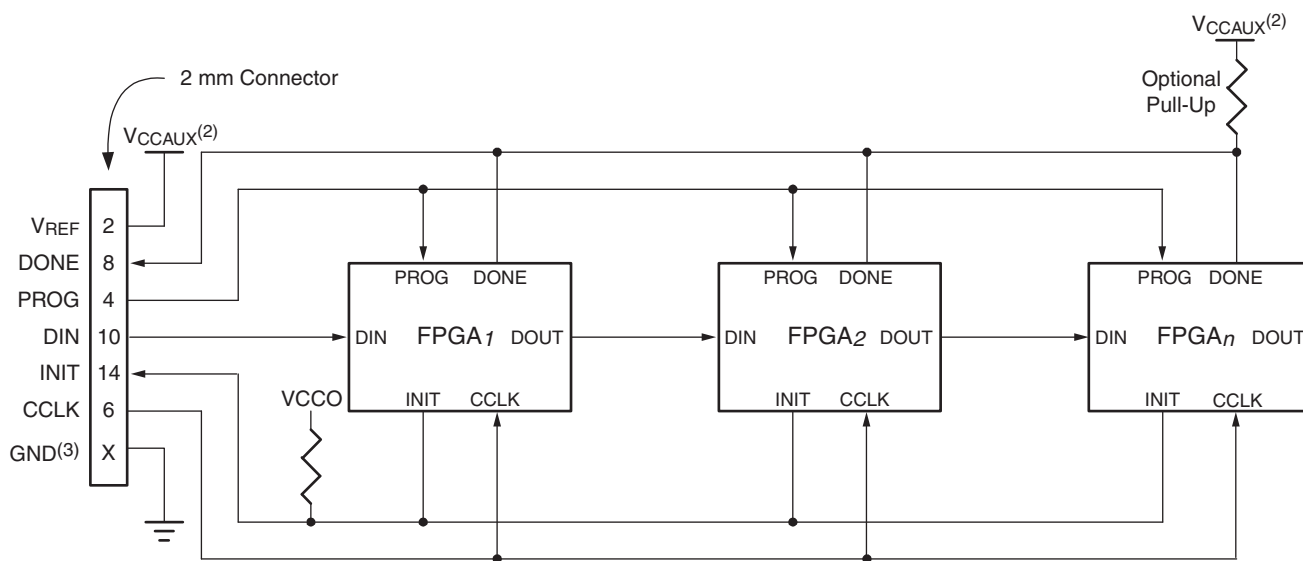 VCCAUX(2)
2 mm Connector
Optional
Pull-Up
VCCAUX(2)
VREF 2
DONE 8
PROG 4
DIN 10
INIT 14
CCLK 6
GND(3) X
PROG DONE
DIN FPGA1 DOUT
INIT CCLK
PROG DONE
DIN FPGA2 DOUT
INIT CCLK
PROG DONE
DIN FPGAn DOUT
INIT CCLK
VCCO